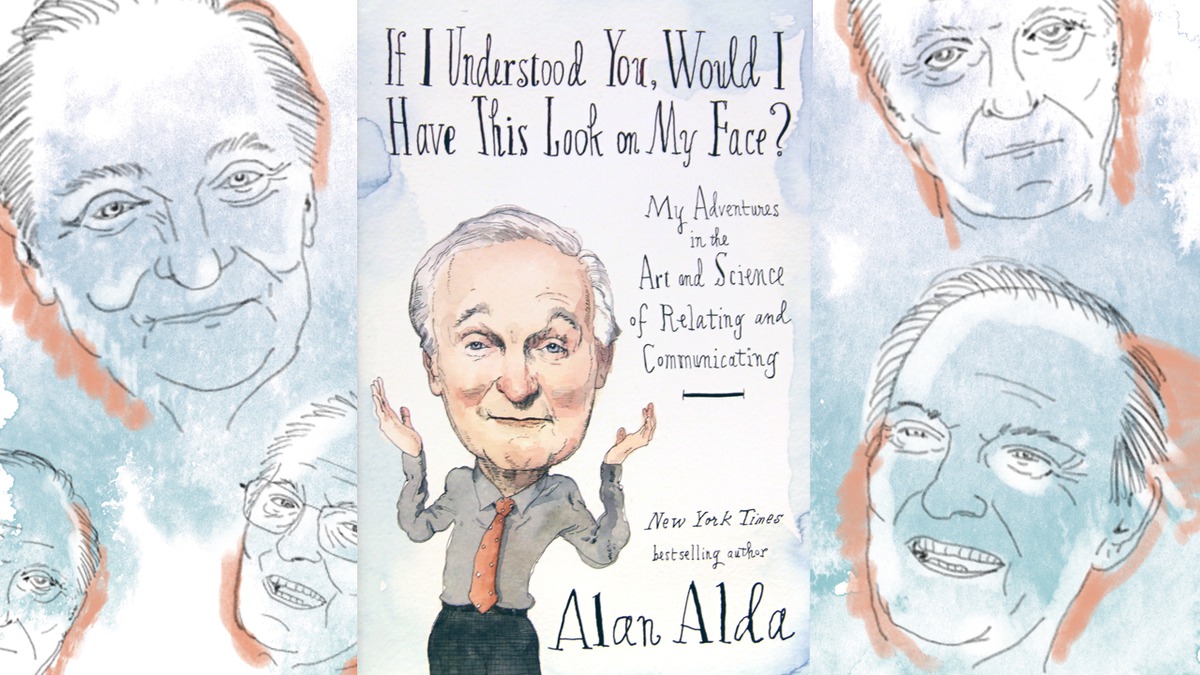 If I Understood You, Would I
Have This Look on My Face?
My Adventures
in the
Art and Science
of Relating and
Communicating
New York Times
bestselling author
Alan Alda